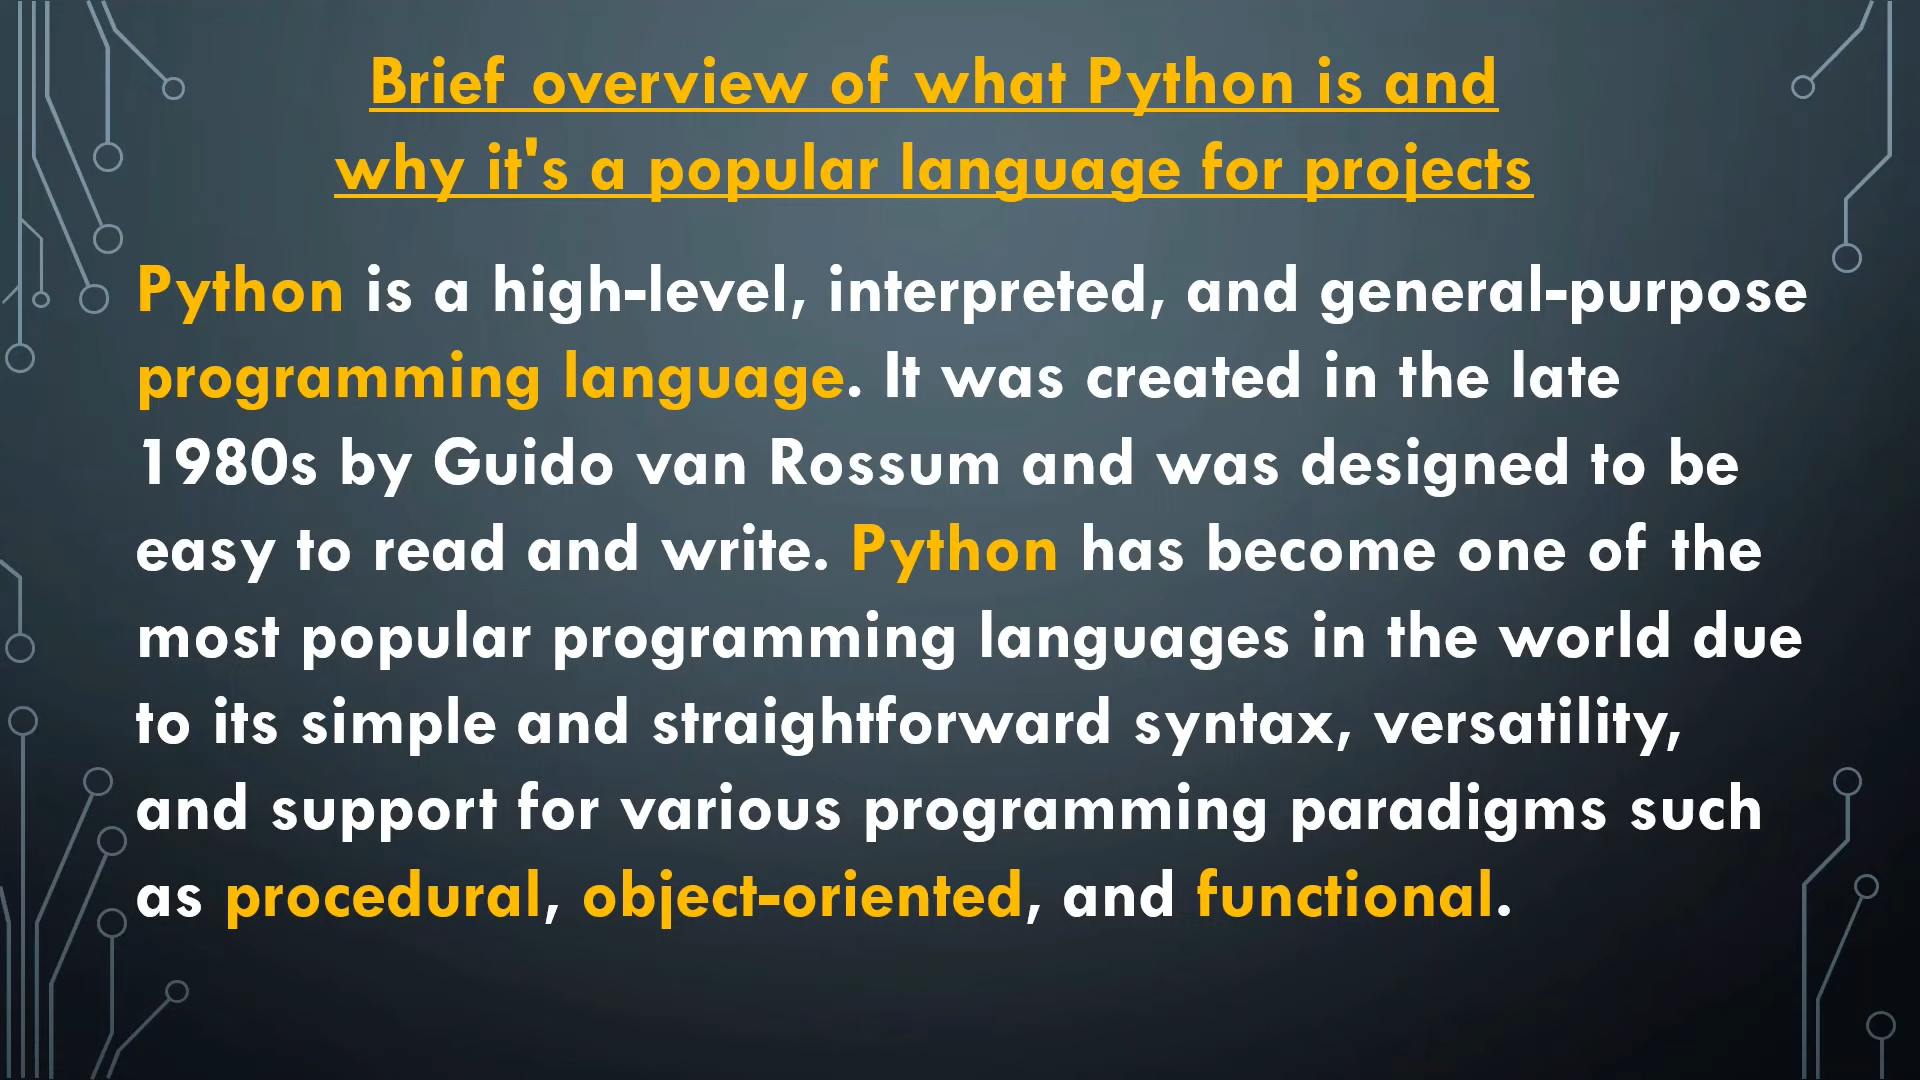 Brief overview of what Python is and
why it's a popular language for projects
Python is a high-level, interpreted, and general-purpose
programming language. It was created in the late
1980s by Guido van Rossum and was designed to be
easy to read and write. Python has become one of the
most popular programming languages in the world due
to its simple and straightforward syntax, versatility,
and support for various programming paradigms such
as procedural, object-oriented, and functional.